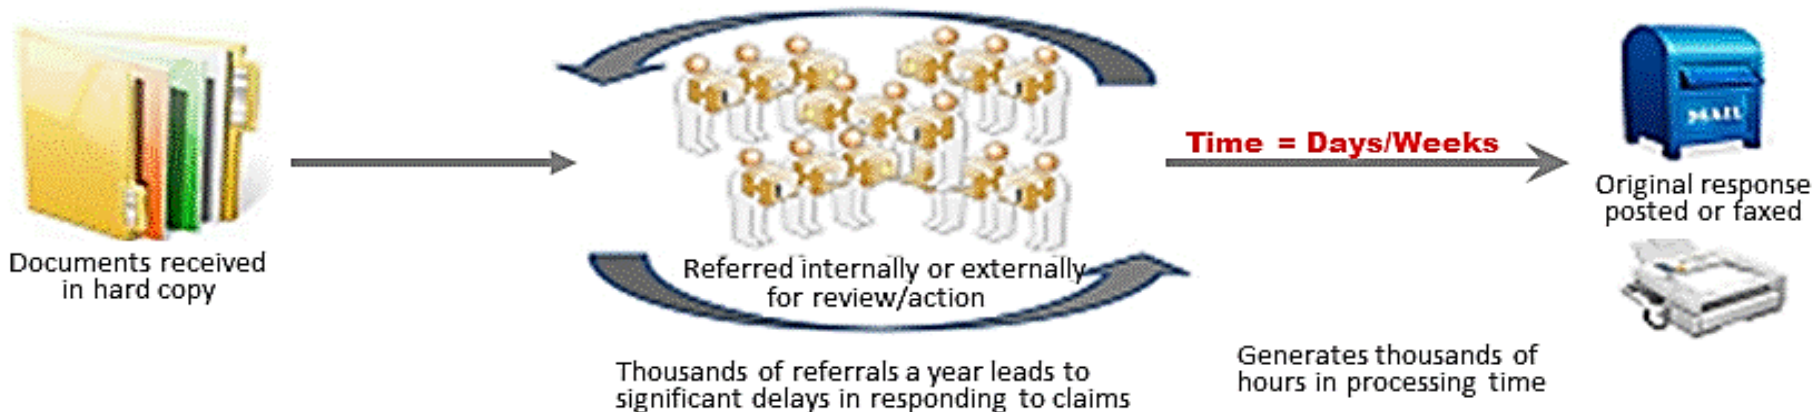 Documents received
in hard copy
Referred internally or externally
for review/action
Thousands of referrals a year leads to
significant delays in responding to claims
Time = Days/Weeks
Generates thousands of
hours in processing time
MAIL
Original response
posted or faxed